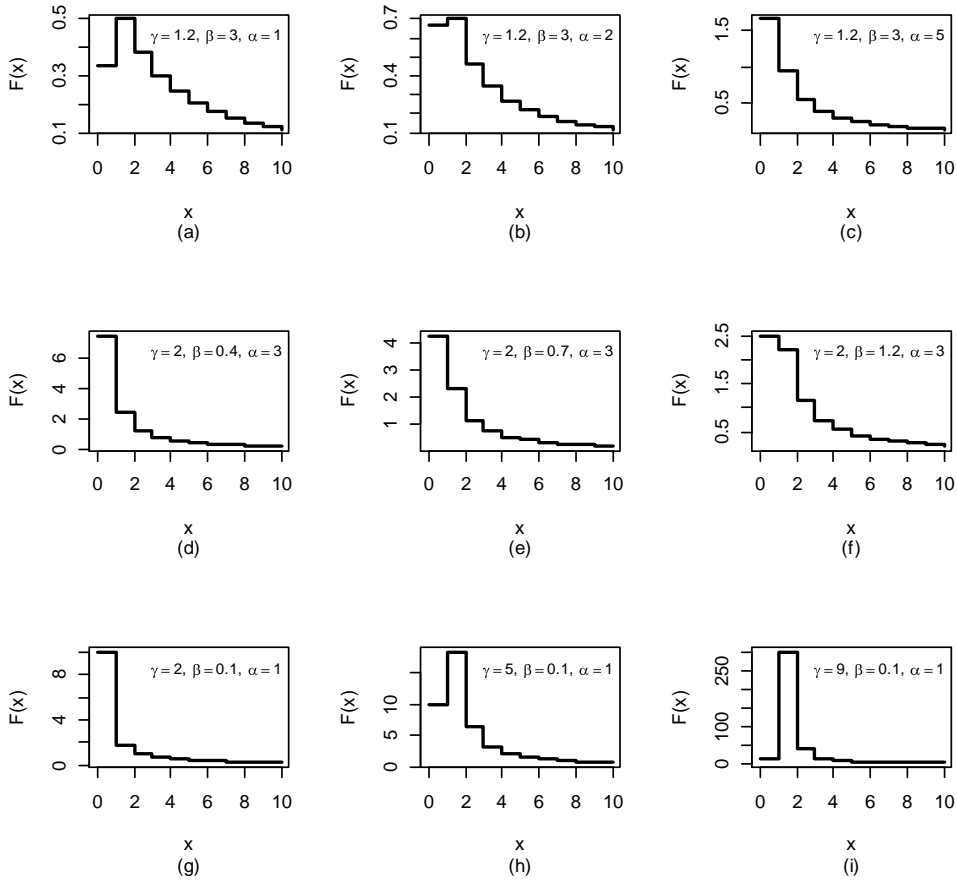 F(x)
0.5
0.3
0.1
γ = 1.2, β = 3, α = 1
0 2 4 6 8 10
x
(a)
F(x)
0.7
0.4
0.1
γ = 1.2, β = 3, α = 2
0 2 4 6 8 10
x
(b)
F(x)
1.5
0.5
γ = 1.2, β = 3, α = 5
0 2 4 6 8 10
x
(c)
F(x)
6
4
2
0
γ = 2, β = 0.4, α = 3
0 2 4 6 8 10
x
(d)
F(x)
4
3
2
1
γ = 2, β = 0.7, α = 3
0 2 4 6 8 10
x
(e)
F(x)
2.5
1.5
0.5
γ = 2, β = 1.2, α = 3
0 2 4 6 8 10
x
(f)
F(x)
8
4
0
γ = 2, β = 0.1, α = 1
0 2 4 6 8 10
x
(g)
F(x)
10
5
0
γ = 5, β = 0.1, α = 1
0 2 4 6 8 10
x
(h)
F(x)
250
100
0
γ = 9, β = 0.1, α = 1
0 2 4 6 8 10
x
(i)